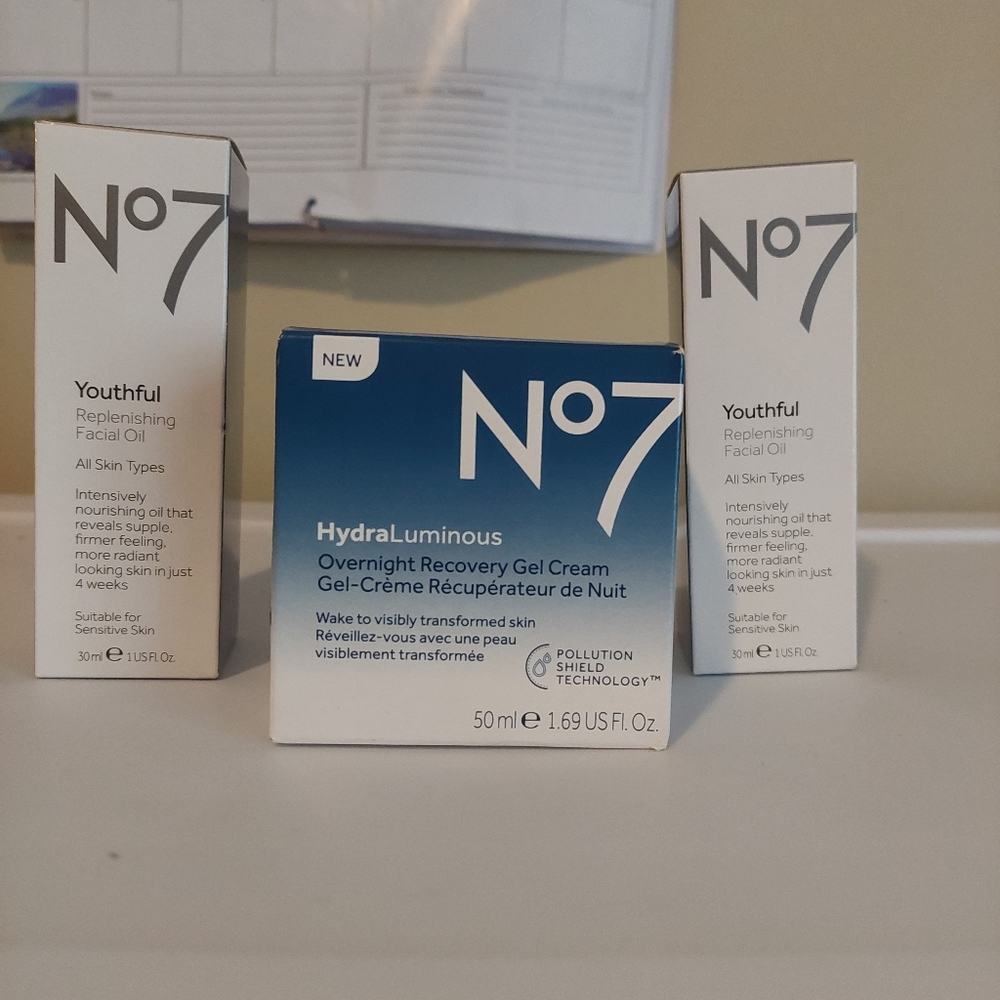 No7
Youthful
Replenishing
Facial Oil
All Skin Types
Intensively
nourishing oil that
reveals supple,
firmer feeling,
more radiant
looking skin in just
4 weeks
Suitable for
Sensitive Skin
30 ml e 1 US Fl. Oz.
NEW
No7
HydraLuminous
Overnight Recovery Gel Cream
Gel-Crème Récupérateur de Nuit
Wake to visibly transformed skin
Réveillez-vous avec une peau
visiblement transformée
POLLUTION
SHIELD
TECHNOLOGY™
50 ml e 1.69 US Fl. Oz.
No7
Youthful
Replenishing
Facial Oil
All Skin Types
Intensively
nourishing oil that
reveals supple,
firmer feeling,
more radiant
looking skin in just
4 weeks
Suitable for
Sensitive Skin
30 ml e 1 US Fl. Oz.